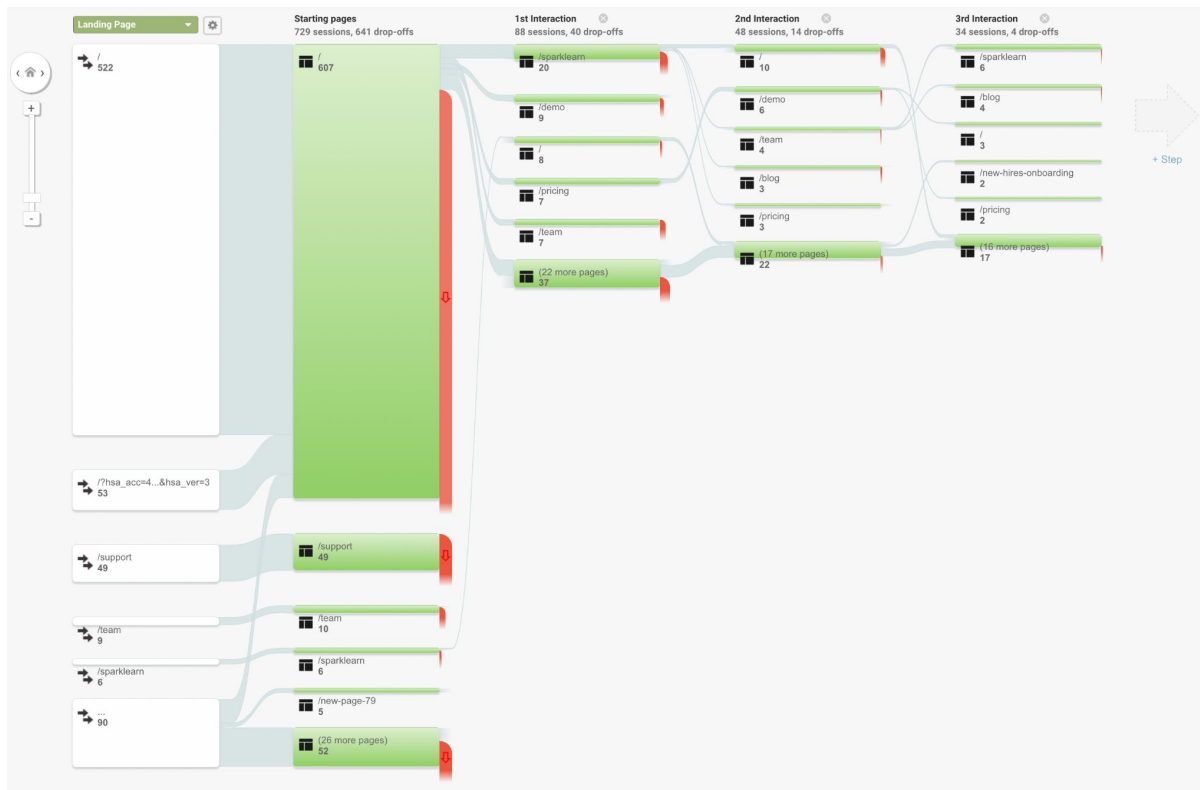 Landing Page
/
522
/?hsa_acc=4...&hsa_ver=3
53
/support
49
/team
9
/sparklearn
6
...
90
+
-
Starting pages
729 sessions, 641 drop-offs
/
607
/support
49
/team
10
/sparklearn
6
/new-page-79
5
(26 more pages)
52
1st Interaction
88 sessions, 40 drop-offs
/sparklearn
20
/demo
9
/
8
/pricing
7
/team
7
(22 more pages)
37
2nd Interaction
48 sessions, 14 drop-offs
/
10
/demo
6
/team
4
/blog
3
/pricing
3
(17 more pages)
22
3rd Interaction
34 sessions, 4 drop-offs
/sparklearn
6
/blog
4
/
3
/new-hires-onboarding
2
/pricing
2
(16 more pages)
17
+ Step